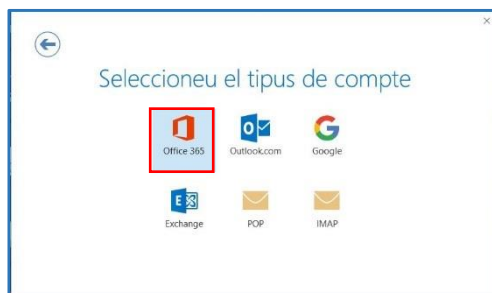 Seleccioneu el tipus de compte
Office 365 Outlook.com Google
Exchange POP IMAP